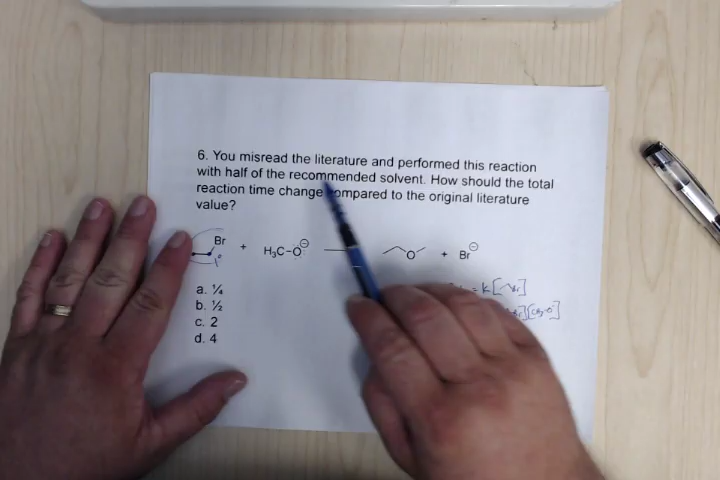 6. You misread the literature and performed this reaction
with half of the recommended solvent. How should the total
reaction time change compared to the original literature
value?
Br + H₃C-O⊖ O + Br⊖
a. ¼
b. ½
c. 2
d. 4